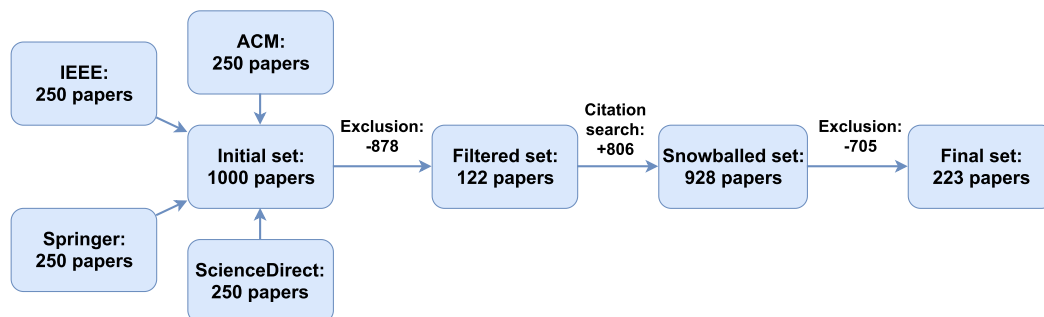 IEEE:
250 papers
ACM:
250 papers
Springer:
250 papers
ScienceDirect:
250 papers
Initial set:
1000 papers
Exclusion:
-878
Filtered set:
122 papers
Citation
search:
+806
Snowballed set:
928 papers
Exclusion:
-705
Final set:
223 papers